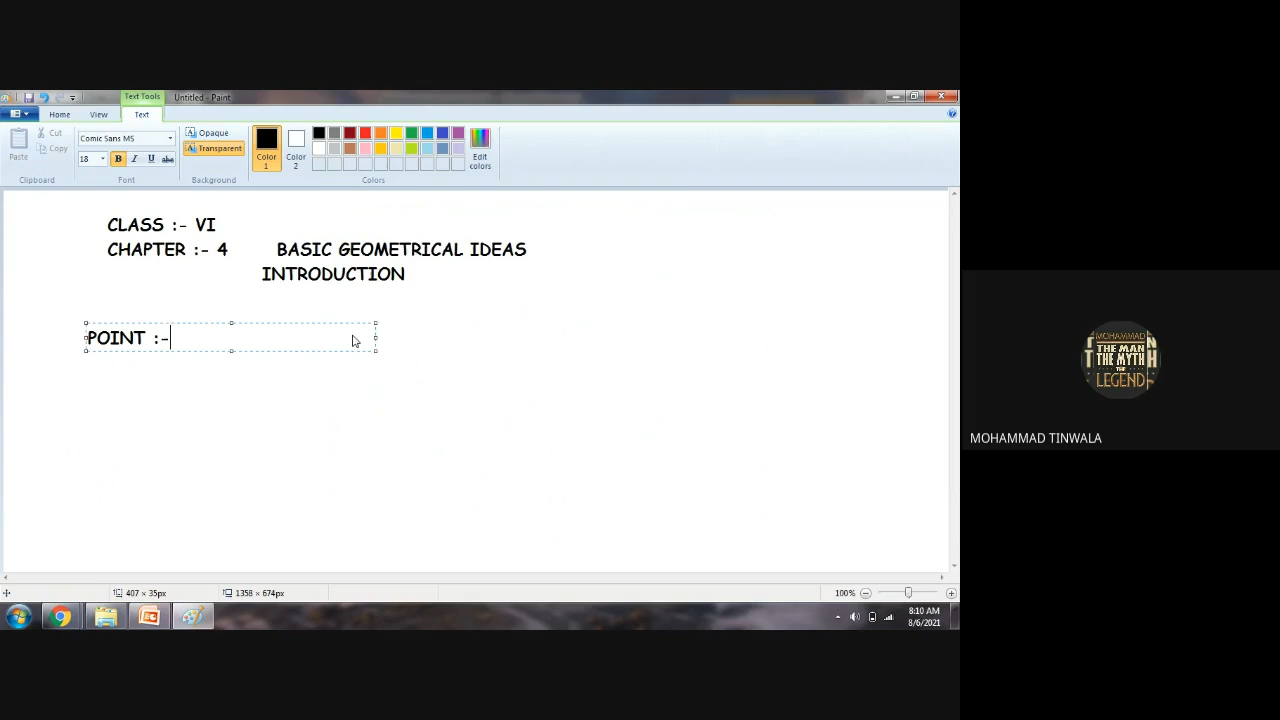 Text Tools
Untitled - Paint
Home View Text
Paste
Cut
Copy
Clipboard
Comic Sans MS
18 B I U abc
Font
Opaque
Transparent
Background
Color 1
Color 2
Edit colors
Colors
CLASS :- VI
CHAPTER :- 4 BASIC GEOMETRICAL IDEAS
INTRODUCTION
POINT :-
MOHAMMAD
THE MAN
THE MYTH
THE
LEGEND
MOHAMMAD TINWALA
407 × 35px
1358 × 674px
100%
8:10 AM
8/6/2021